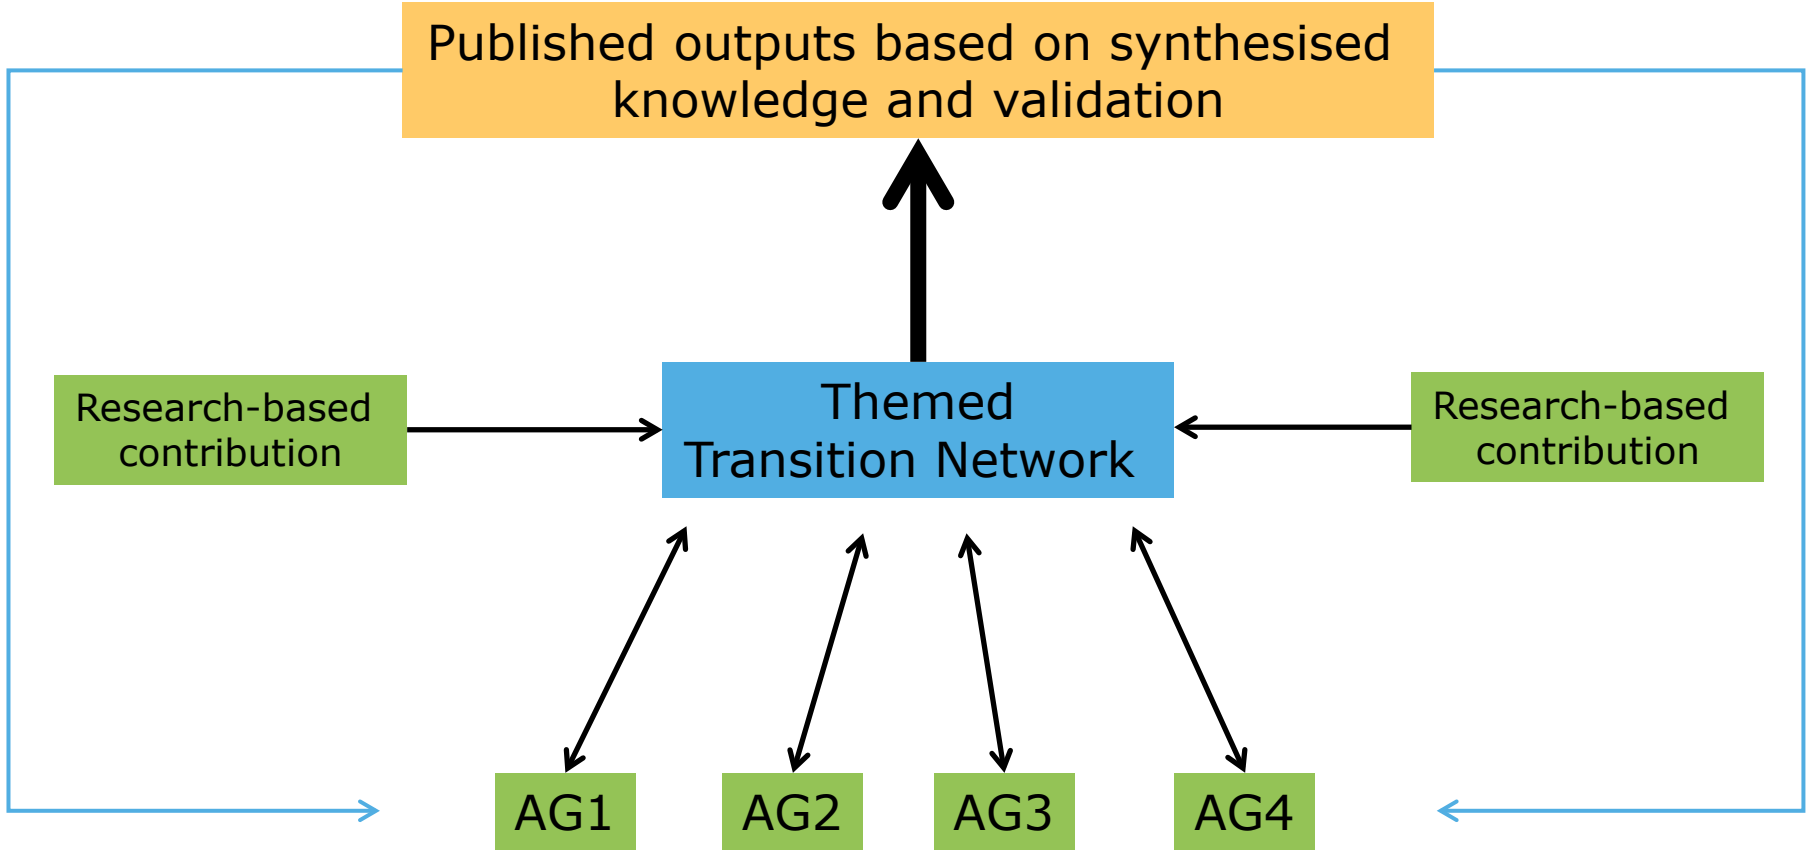 Published outputs based on synthesised
knowledge and validation
Research-based
contribution
Themed
Transition Network
Research-based
contribution
AG1
AG2
AG3
AG4